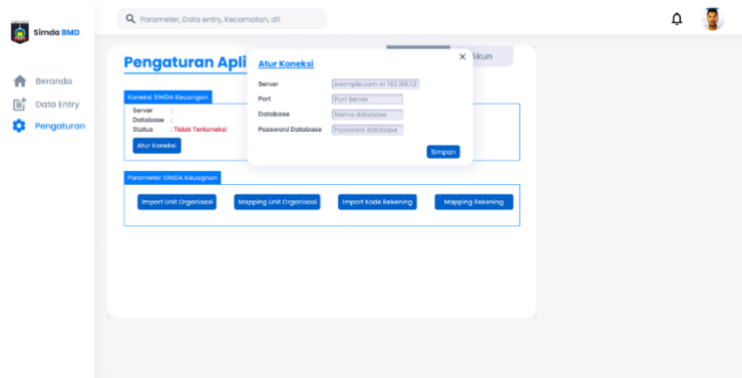 Simda BMD
Parameter, Data entry, Kecamatan, dll.
Beranda
Data Entry
Pengaturan
Pengaturan Apli
Akun
Koneksi SIMDA Keuangan
Server :
Database :
Status : Tidak Terkoneksi
Atur Koneksi
Atur Koneksi
Server example.com or 192.168.1.2
Port Port Server
Database Nama database
Password Database Password database
Simpan
Parameter SIMDA Keuagnan
Import Unit Organisasi Mapping Unit Organisasi Import Kode Rekening Mapping Rekening